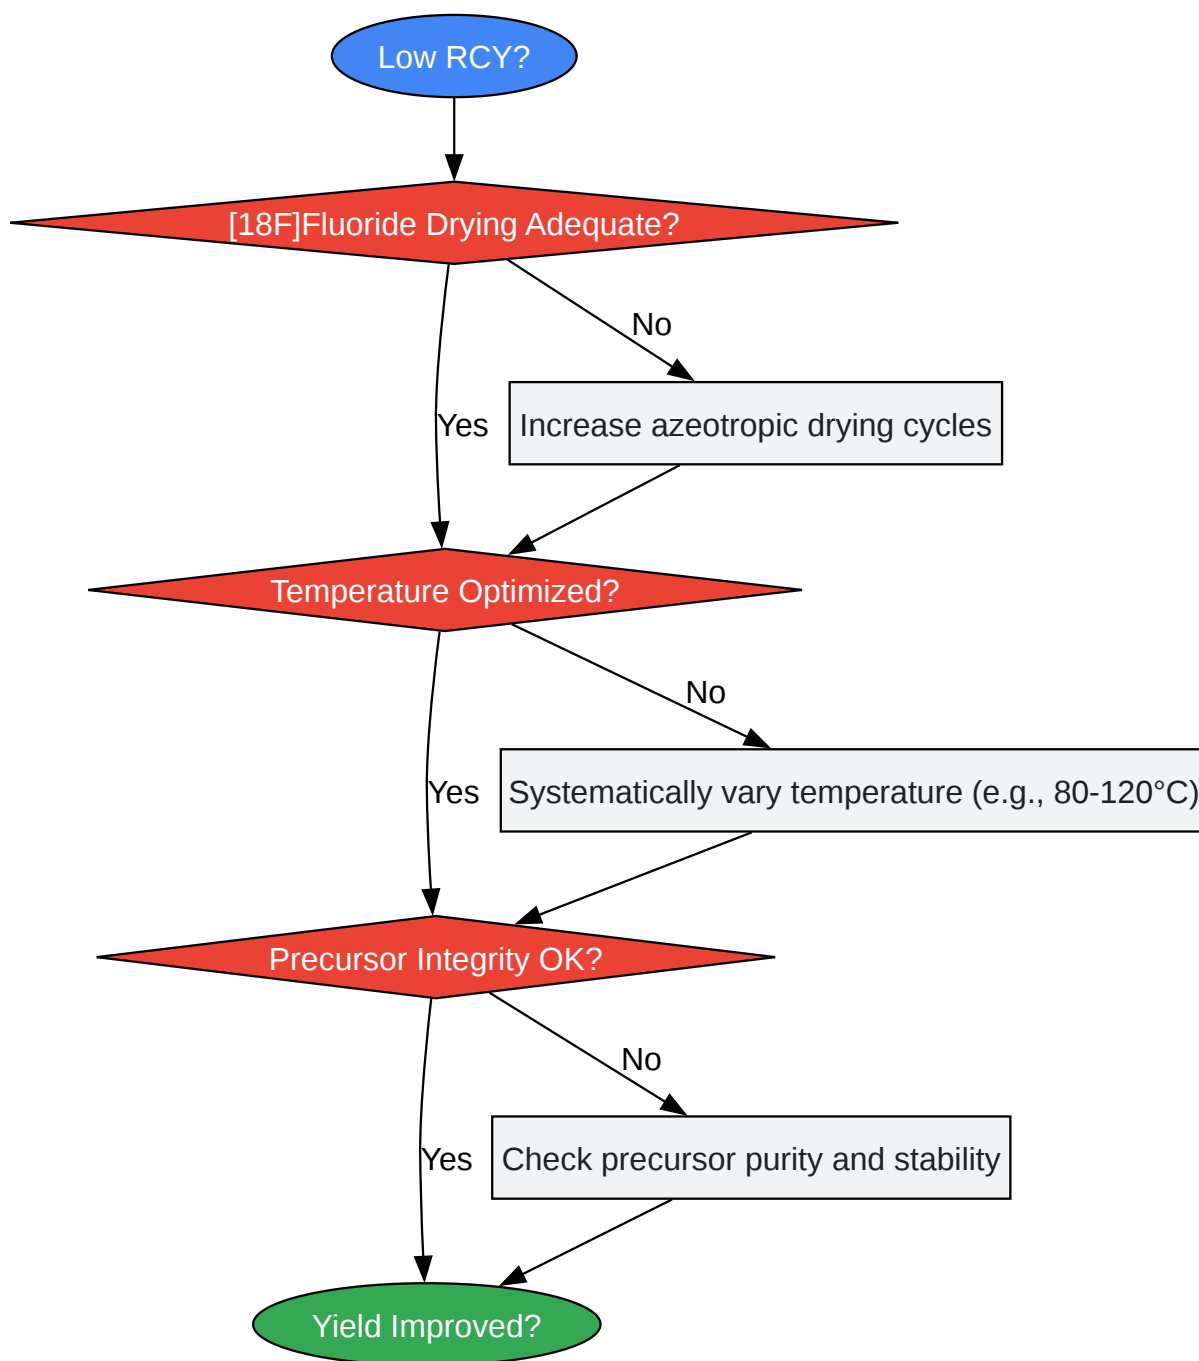 Low RCY?
[18F]Fluoride Drying Adequate?
No
Yes
Increase azeotropic drying cycles
Temperature Optimized?
No
Yes
Systematically vary temperature (e.g., 80-120°C)
Precursor Integrity OK?
No
Yes
Check precursor purity and stability
Yield Improved?